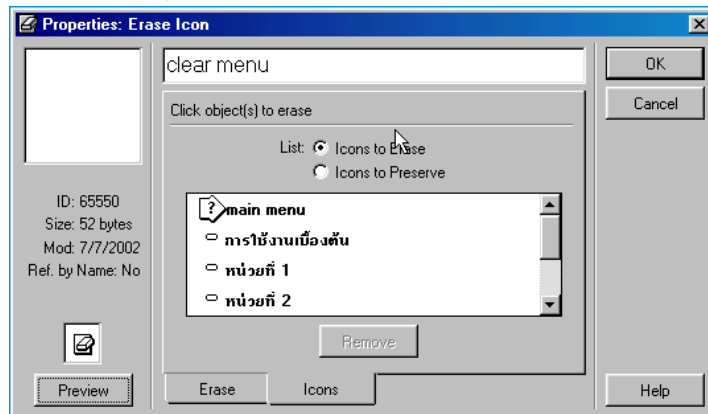 Properties: Erase Icon
clear menu
OK
Cancel
Click object(s) to erase
List: Icons to Erase
Icons to Preserve
ID: 65550
Size: 52 bytes
Mod: 7/7/2002
Ref. by Name: No
main menu
การใช้งานเบื้องต้น
หน่วยที่ 1
หน่วยที่ 2
Remove
Preview
Erase
Icons
Help